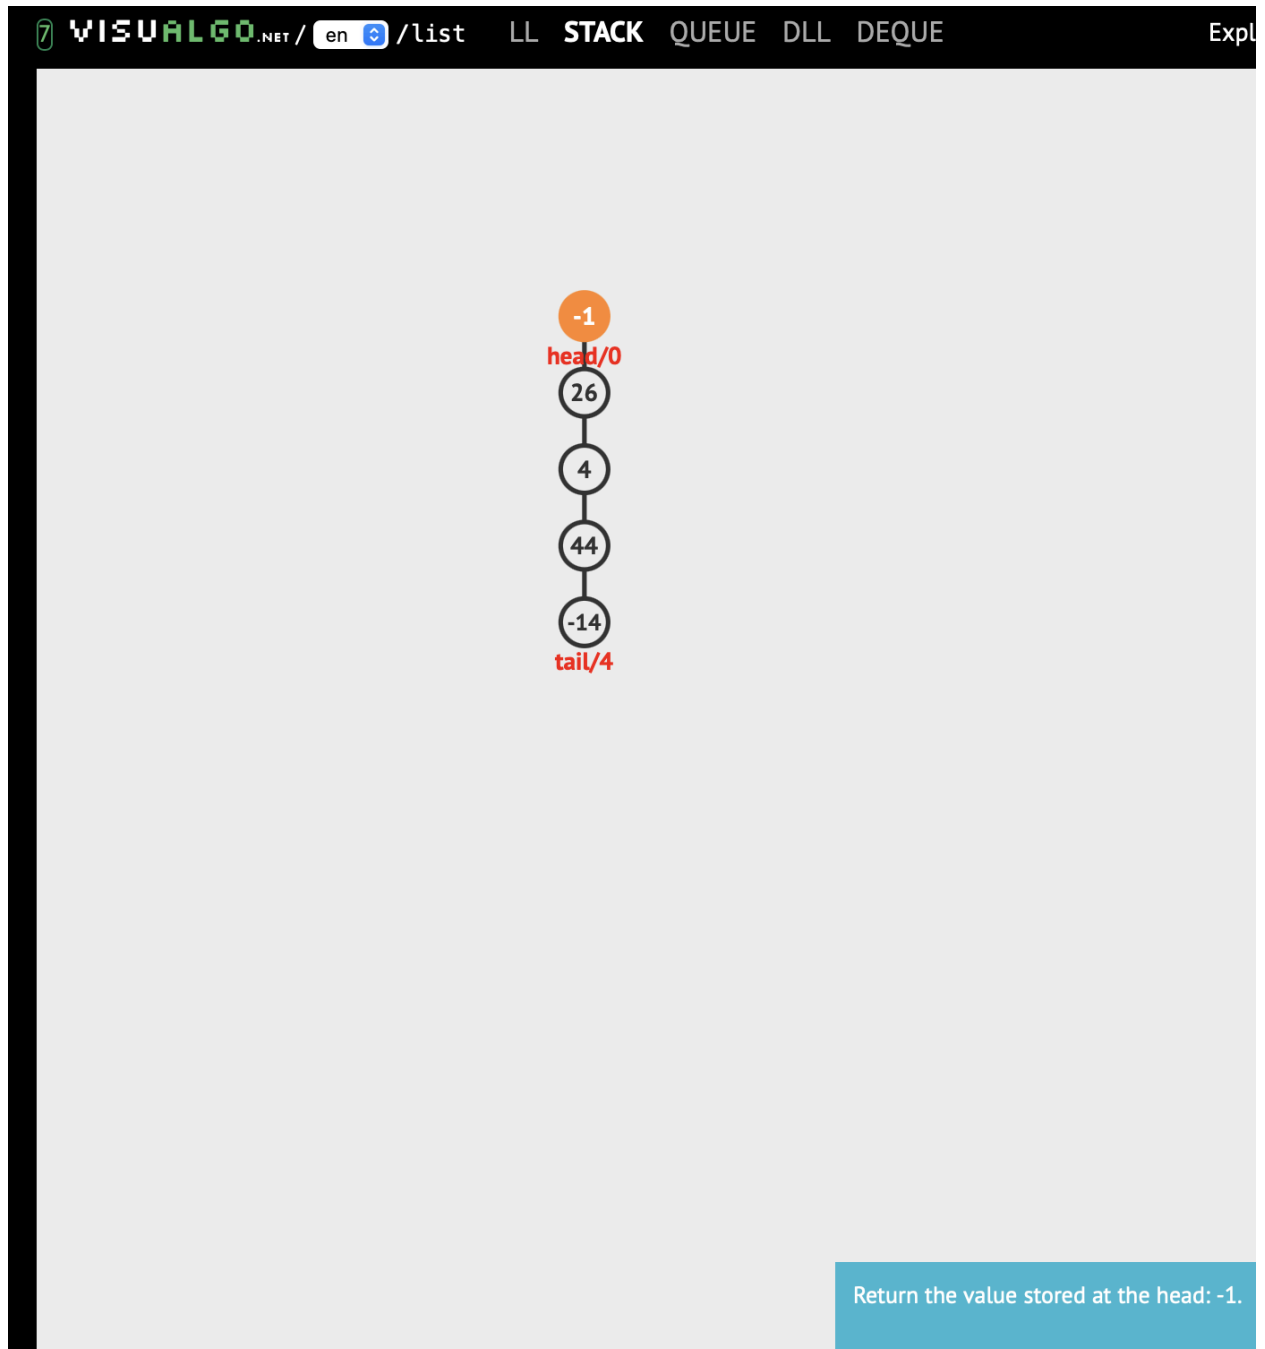 7 VISUALGO.NET/ en /list LL STACK QUEUE DLL DEQUE Expl
-1
head/0
26
4
44
-14
tail/4
Return the value stored at the head: -1.